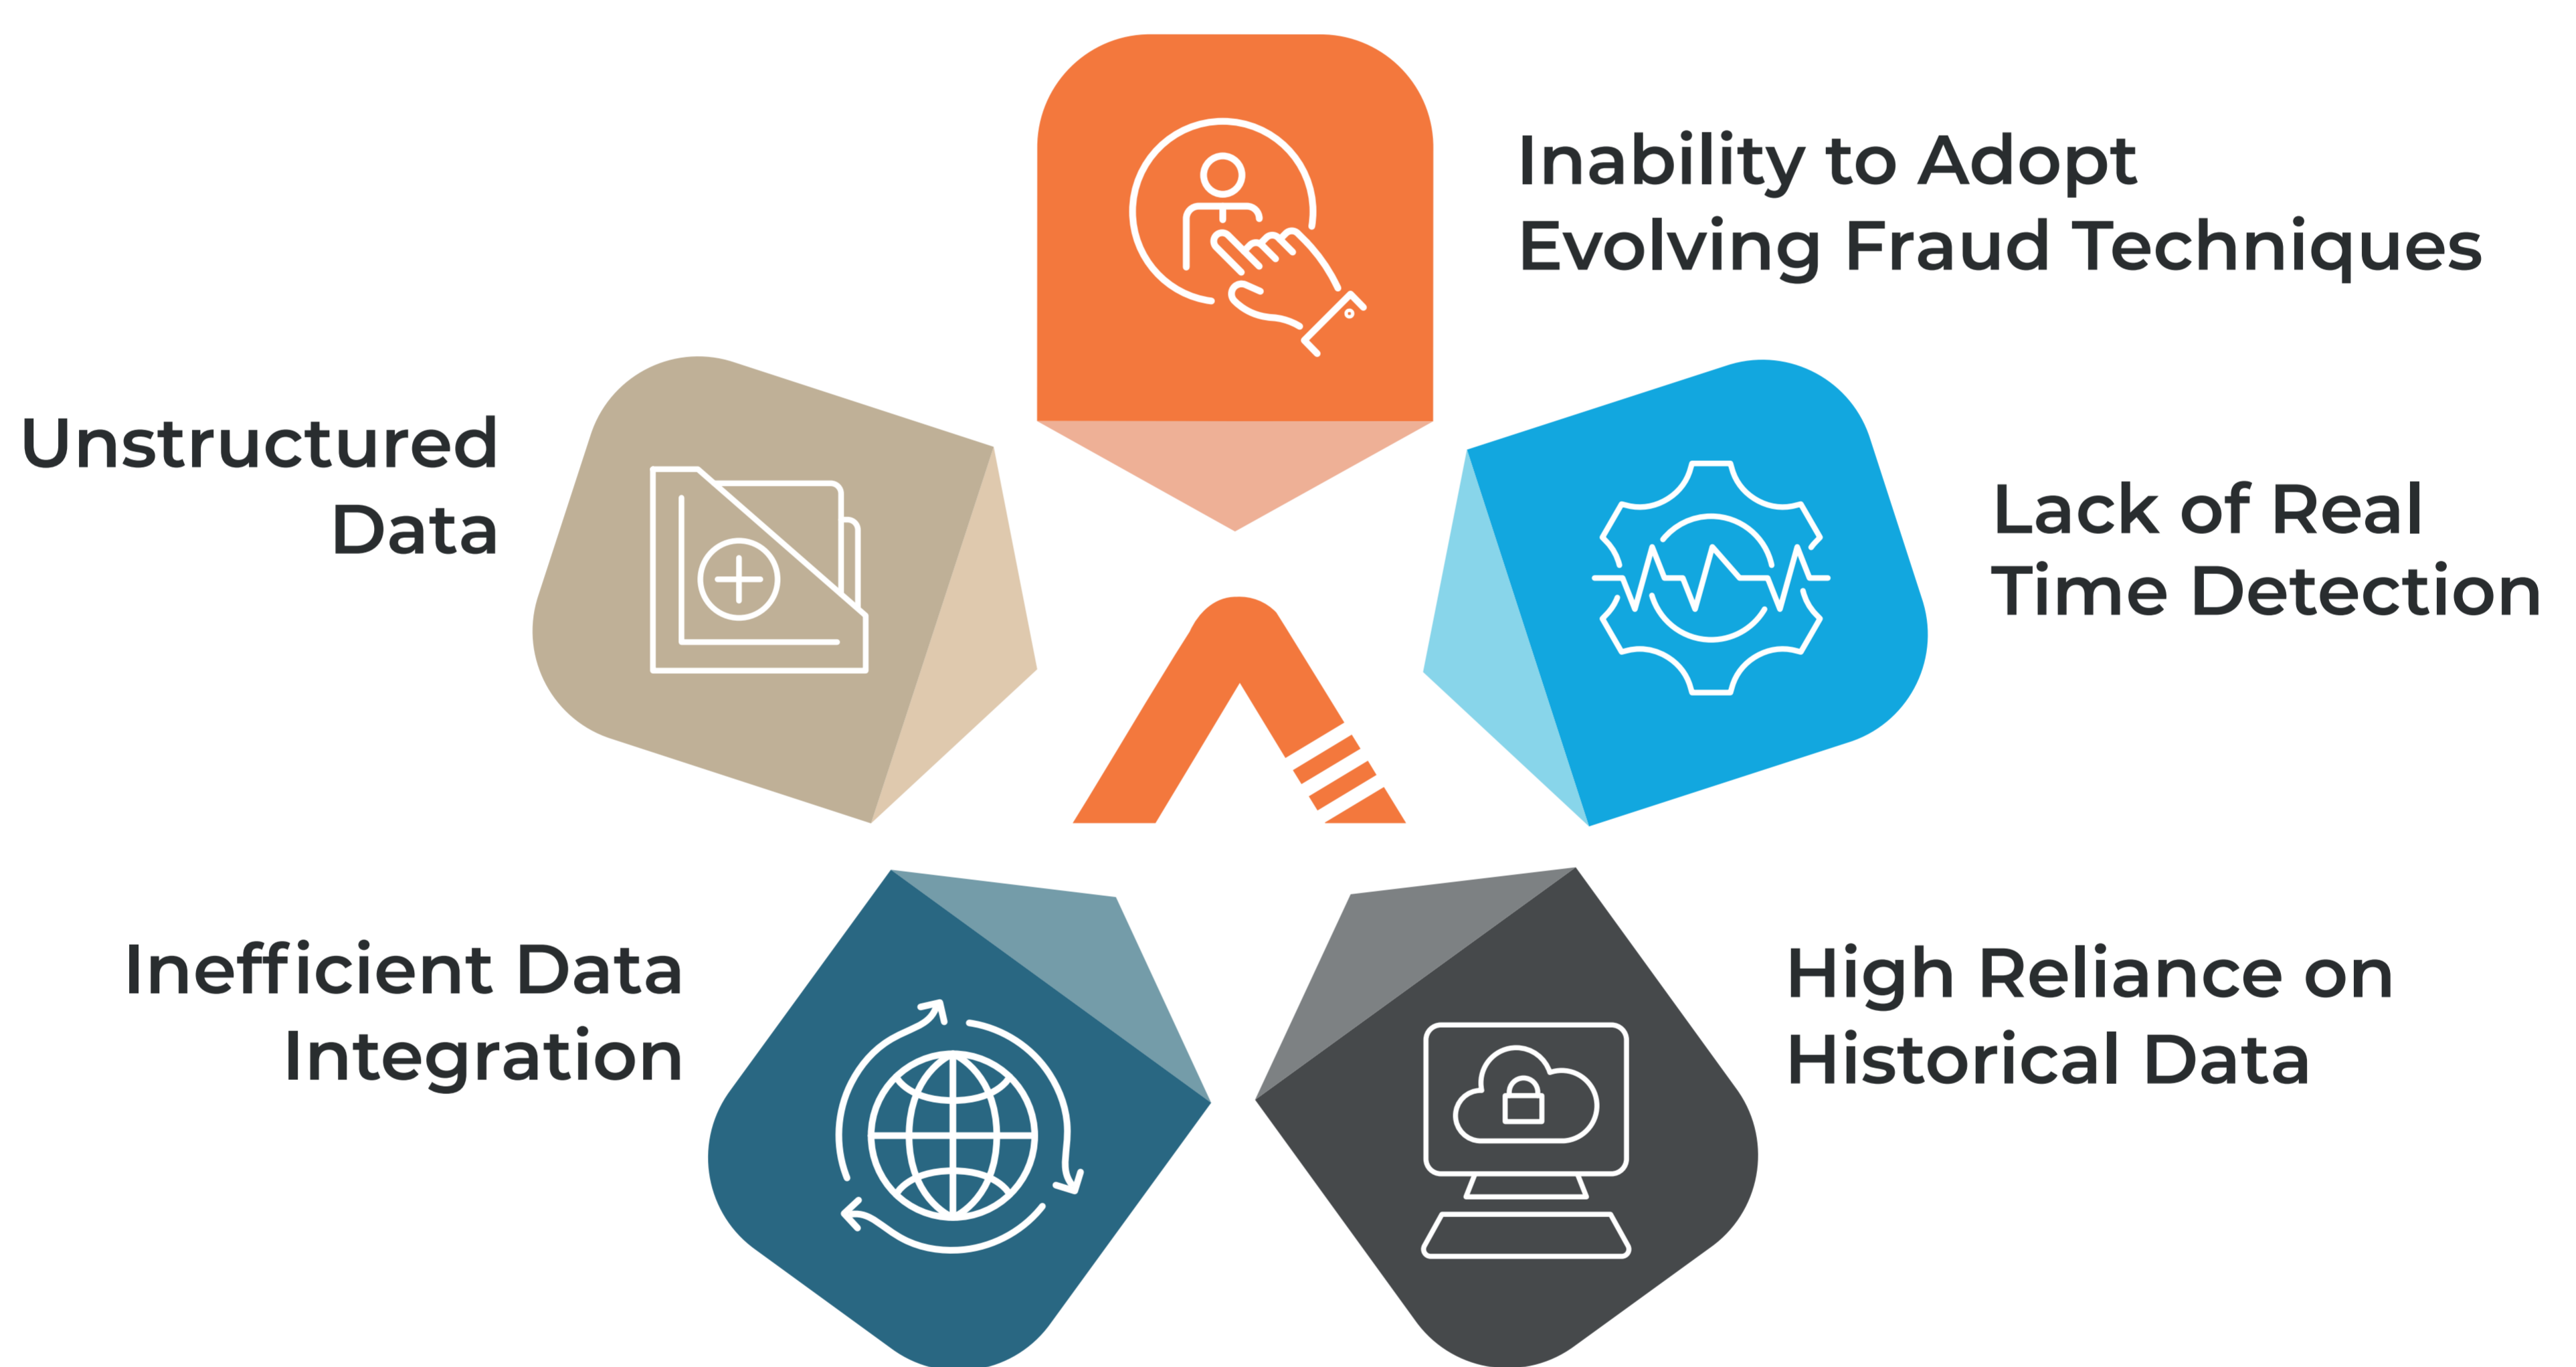 Inability to Adopt
Evolving Fraud Techniques
Unstructured
Data
Lack of Real
Time Detection
Inefficient Data
Integration
High Reliance on
Historical Data